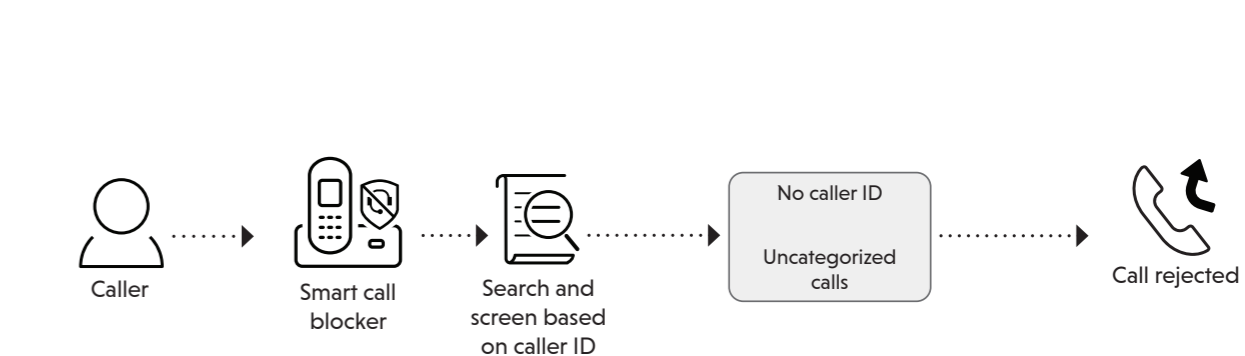 Caller
Smart call
blocker
Search and
screen based
on caller ID
No caller ID
Uncategorized
calls
Call rejected